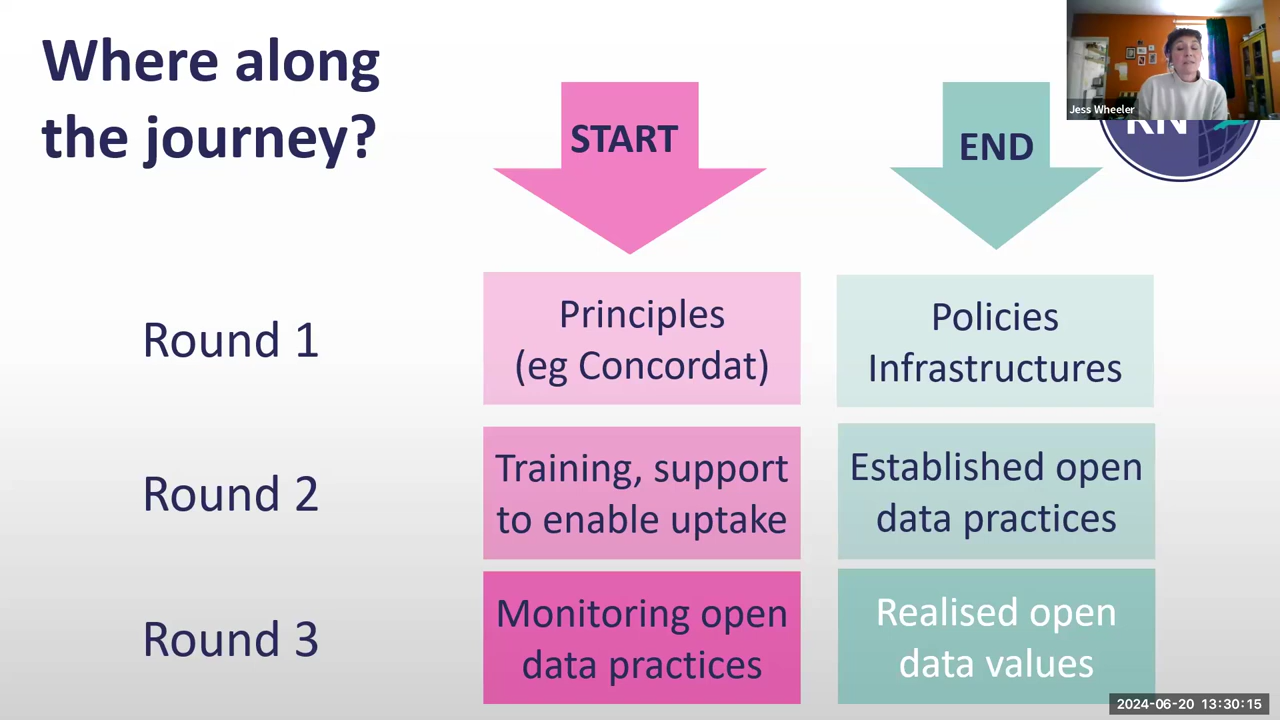 Where along
the journey?
START
END
Jess Wheeler
RN
Round 1
Principles
(eg Concordat)
Policies
Infrastructures
Round 2
Training, support
to enable uptake
Established open
data practices
Round 3
Monitoring open
data practices
Realised open
data values
2024-06-20 13:30:15